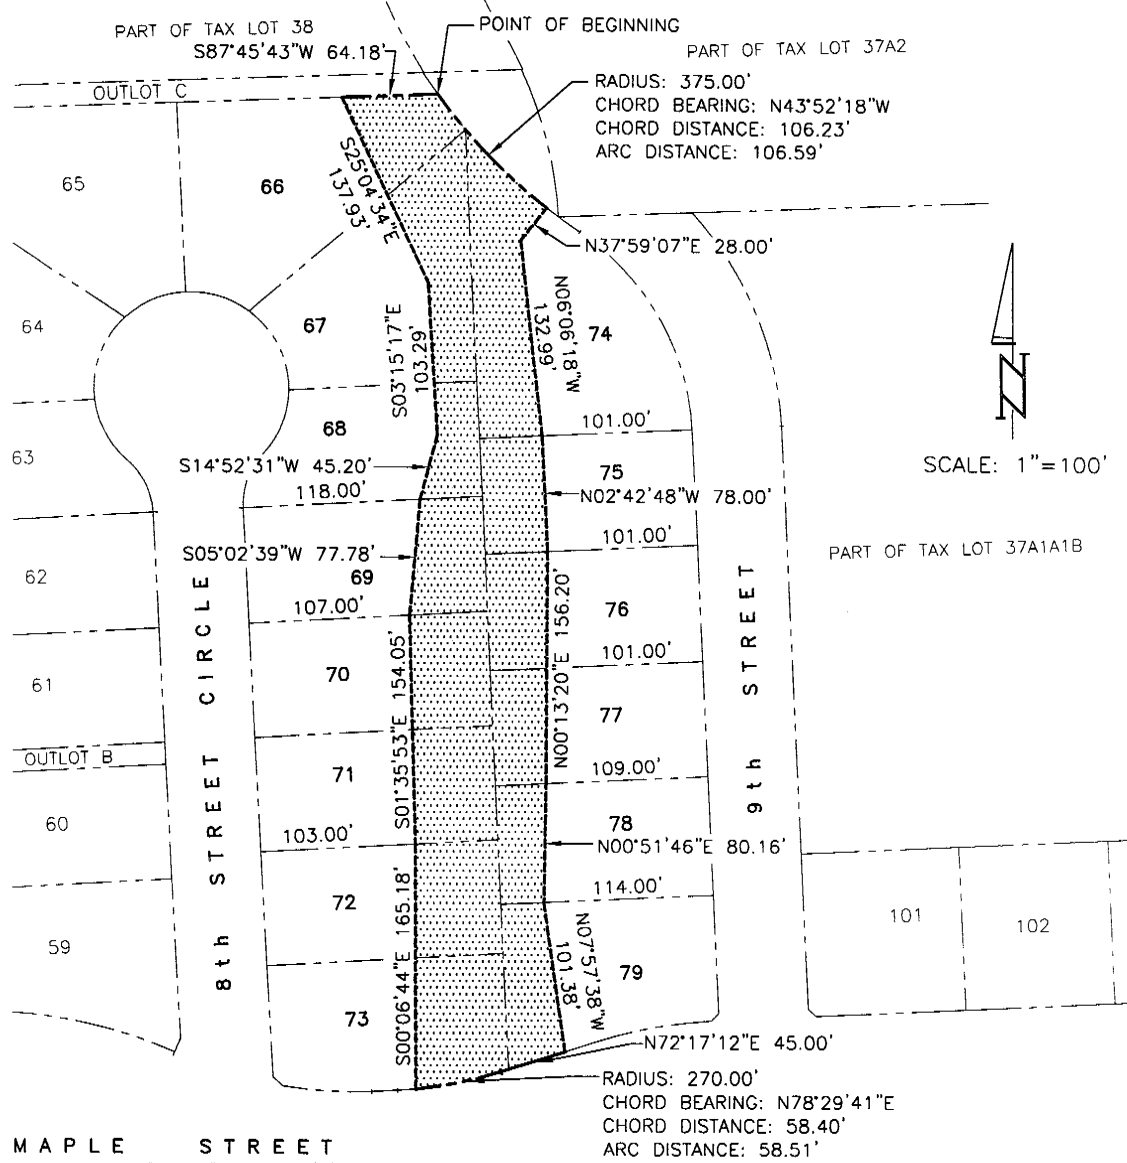 PART OF TAX LOT 38
S87°45'43"W 64.18'
POINT OF BEGINNING
PART OF TAX LOT 37A2
RADIUS: 375.00'
CHORD BEARING: N43°52'18"W
CHORD DISTANCE: 106.23'
ARC DISTANCE: 106.59'
OUTLOT C
65
66
S25°04'34"E
137.93'
N37°59'07"E 28.00'
64
67
S03°15'17"E
103.29'
N06°06'18"W
132.99'
74
63
68
101.00'
S14°52'31"W 45.20'
118.00'
75
N02°42'48"W 78.00'
SCALE: 1"=100'
N
101.00'
PART OF TAX LOT 37A1A1B
S05°02'39"W 77.78'
62
69
107.00'
76
N00°13'20"E 156.20'
101.00'
61
70
S01°35'53"E 154.05'
77
OUTLOT B
71
109.00'
60
103.00'
78
N00°51'46"E 80.16'
8th STREET CIRCLE
9th STREET
72
S00°06'44"E 165.18'
114.00'
59
N07°57'38"W
101.38'
79
101
102
73
N72°17'12"E 45.00'
RADIUS: 270.00'
CHORD BEARING: N78°29'41"E
CHORD DISTANCE: 58.40'
ARC DISTANCE: 58.51'
MAPLE STREET